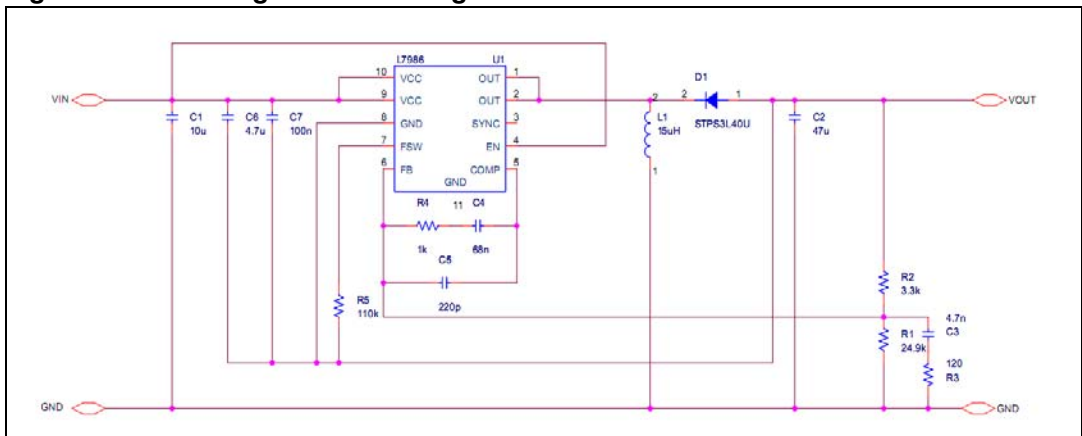 L7986 U1
10 VCC OUT 1
9 VCC OUT 2
8 GND SYNC 3
7 FSW EN 4
6 FB COMP 5
GND
11
VIN
C1
10u
C6
4.7u
C7
100n
D1
2 1
STPS3L40U
2
L1
15uH
1
C2
47u
VOUT
R4
1k
C4
68n
C5
220p
R5
110k
R2
3.3k
R1
24.9k
4.7n
C3
120
R3
GND
GND